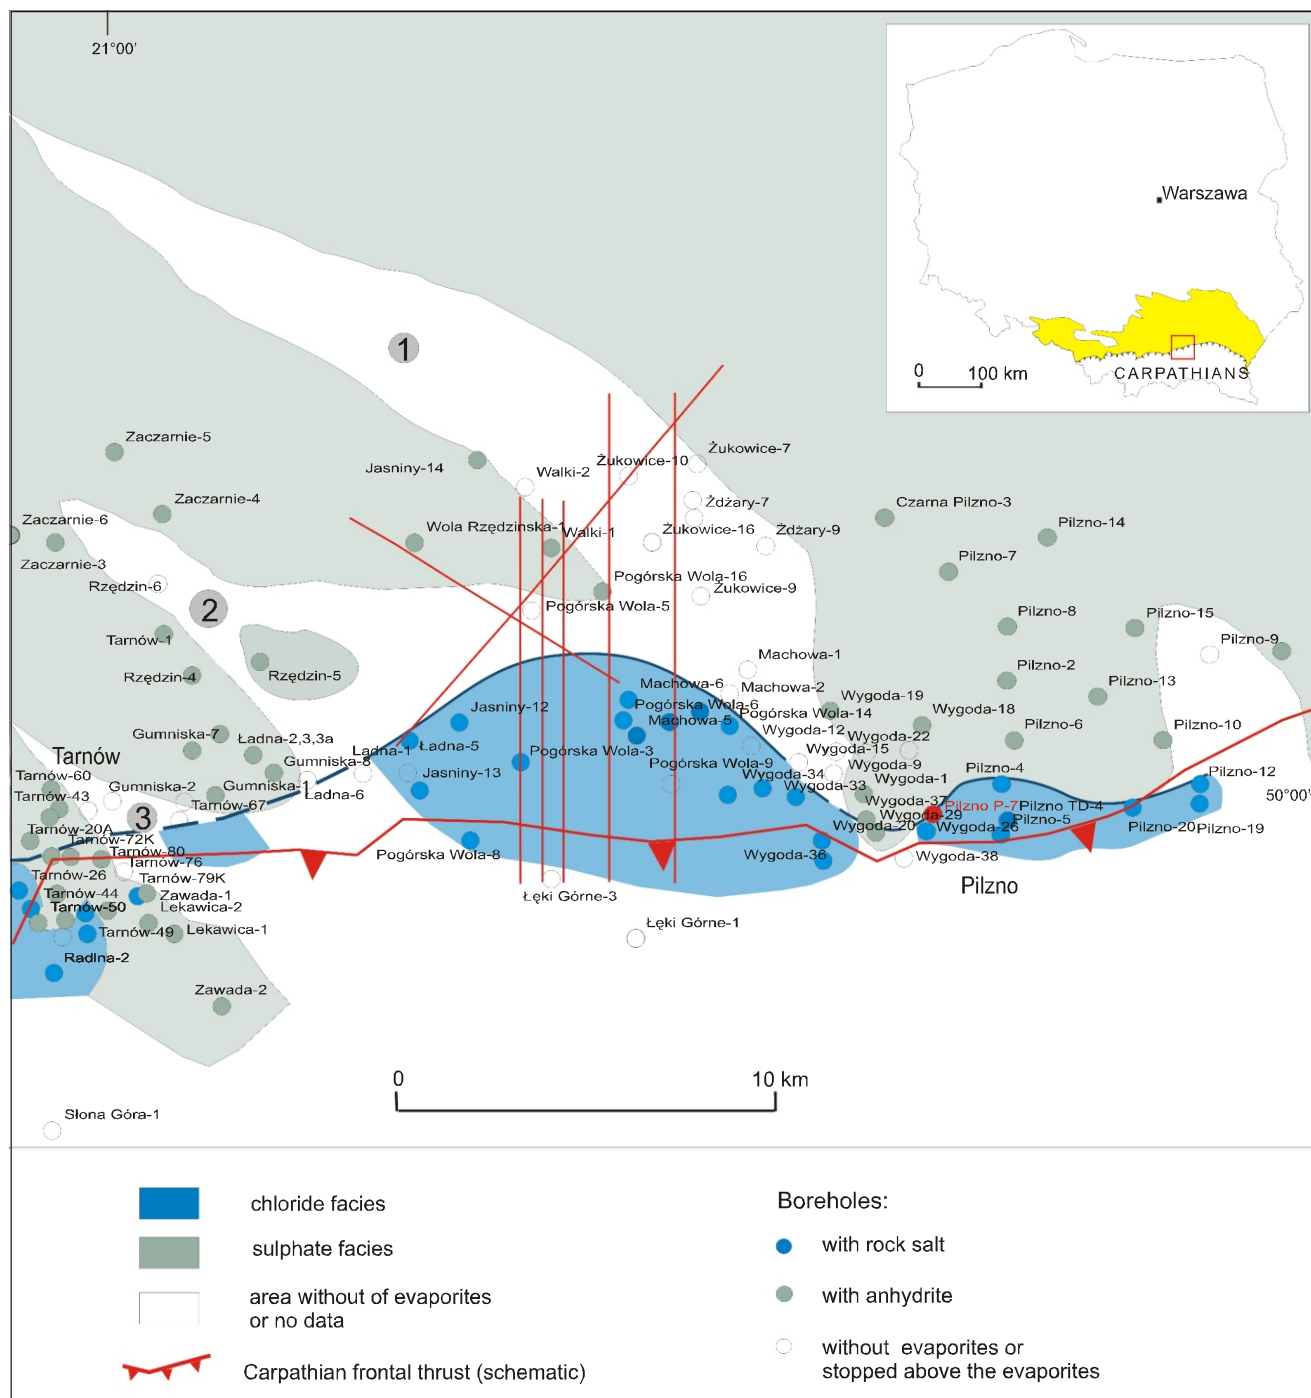 21°00'
Warszawa
0 100 km
CARPATHIANS
1
Zaczarnie-5
Jasniny-14
Walki-2
Żukowice-10
Żukowice-7
Zaczarnie-4
Żdżary-7
Czarna Pilzno-3
Zaczarnie-6
Wola Rzędzinska-1
Walki-1
Żukowice-16
Żdżary-9
Pilzno-14
Zaczarnie-3
Pilzno-7
Rzędzin-6
Pogórska Wola-16
2
Pogórska Wola-5
Żukowice-9
Pilzno-8
Pilzno-15
Tarnów-1
Pilzno-9
Rzędzin-4
Rzędzin-5
Machowa-1
Pilzno-2
Machowa-6
Machowa-2
Wygoda-19
Pilzno-13
Jasniny-12
Pogórska Wola-6
Wygoda-18
Machowa-5
Pogórska Wola-14
Pilzno-6
Pilzno-10
Gumniska-7
Ładna-2,3,3a
Ładna-1
Ładna-5
Pogórska Wola-3
Wygoda-12
Wygoda-22
Tarnów
Wygoda-15
Gumniska-8
Pogórska Wola-9
Wygoda-9
Tarnów-60
Jasniny-13
Wygoda-34
Wygoda-1
Pilzno-4
Pilzno-12
Gumniska-2
Gumniska-1
Ładna-6
Wygoda-33
Tarnów-43
Tarnów-67
Wygoda-37
Pilzno P-7
Pilzno TD-4
50°00'
3
Wygoda-29
Pilzno-5
Tarnów-20A
Wygoda-20
Wygoda-26
Pilzno-20
Pilzno-19
Tarnów-72K
Tarnów-80
Pogórska Wola-8
Wygoda-36
Wygoda-38
Tarnów-76
Tarnów-26
Tarnów-79K
Pilzno
Tarnów-44
Zawada-1
Łęki Górne-3
Tarnów-50
Lekawica-2
Tarnów-49
Lekawica-1
Łęki Górne-1
Radlna-2
Zawada-2
0 10 km
Słona Góra-1
chloride facies
sulphate facies
area without of evaporites
or no data
Carpathian frontal thrust (schematic)
Boreholes:
with rock salt
with anhydrite
without evaporites or
stopped above the evaporites